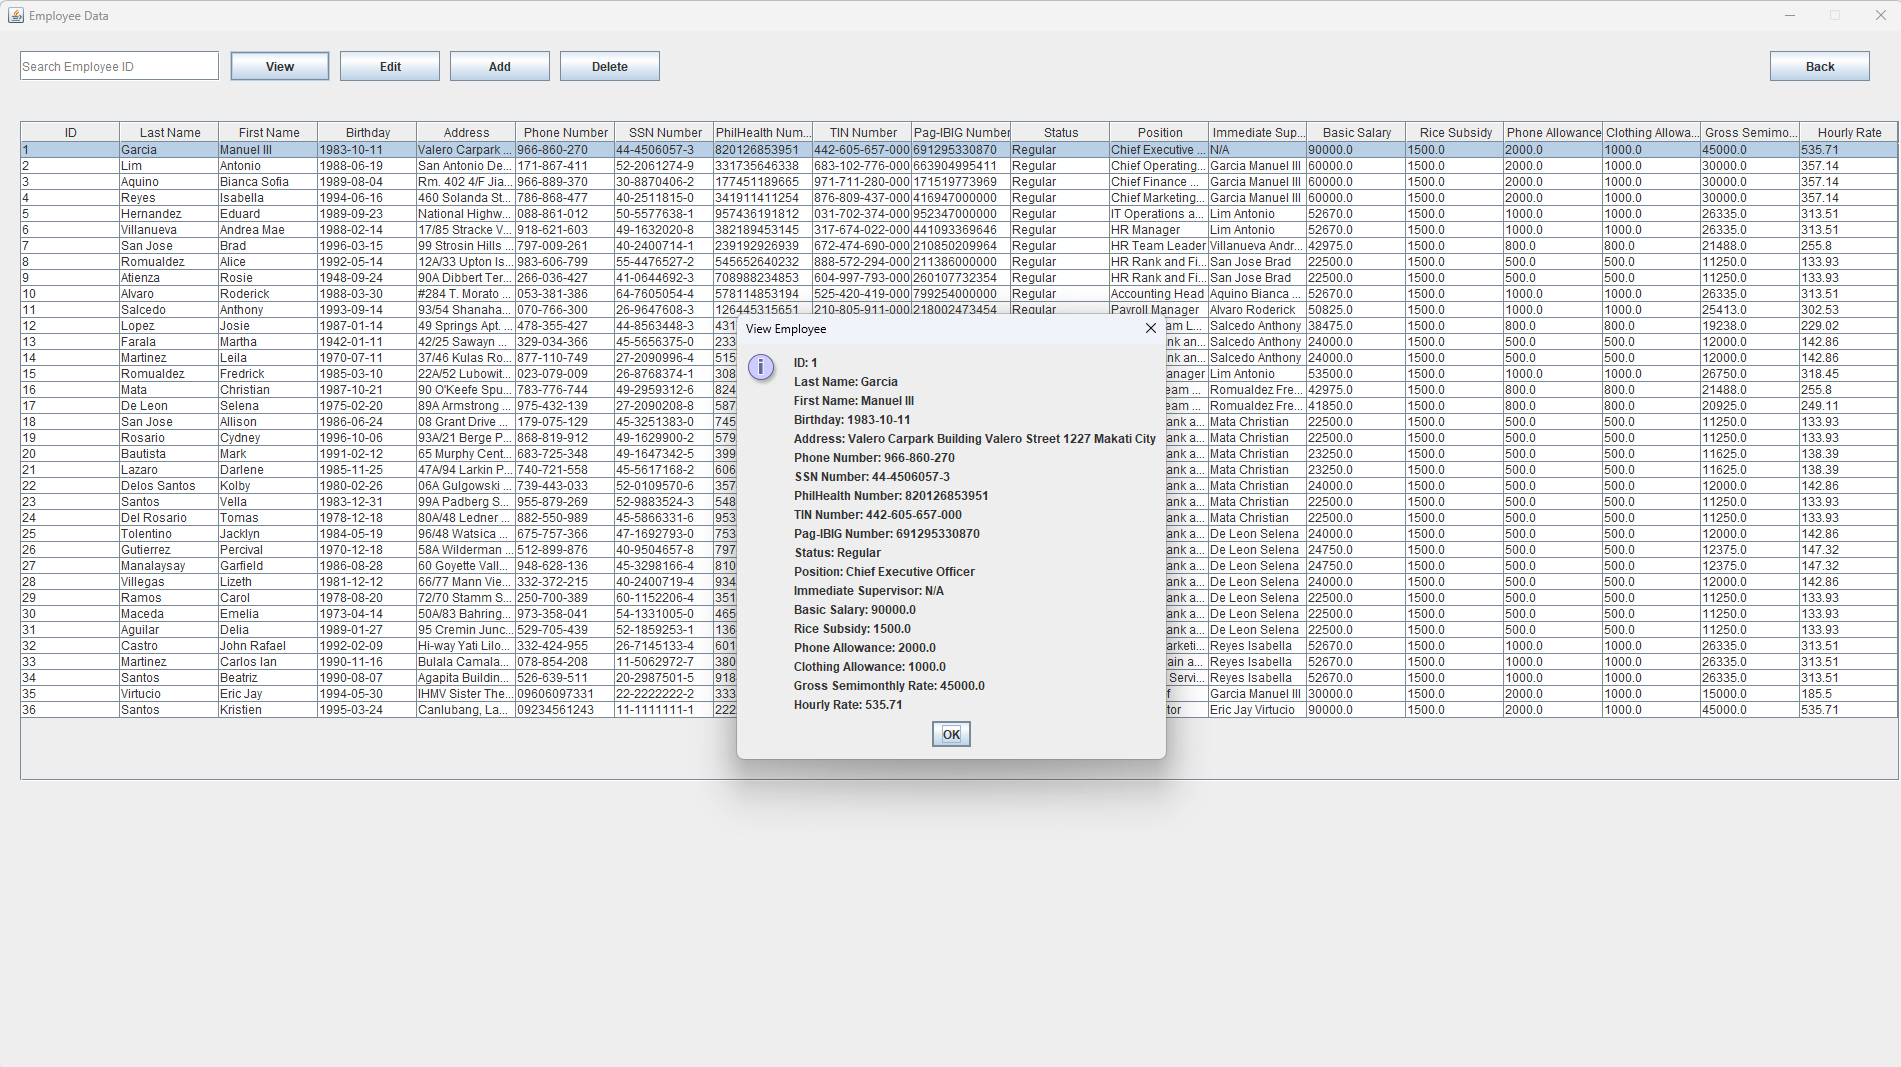 Employee Data
Search Employee ID View Edit Add Delete Back
ID Last Name First Name Birthday Address Phone Number SSN Number PhilHealth Num... TIN Number Pag-IBIG Number Status Position Immediate Sup... Basic Salary Rice Subsidy Phone Allowance Clothing Allowa... Gross Semimo... Hourly Rate
1 Garcia Manuel III 1983-10-11 Valero Carpark ... 966-860-270 44-4506057-3 820126853951 442-605-657-000 691295330870 Regular Chief Executive ... N/A 90000.0 1500.0 2000.0 1000.0 45000.0 535.71
2 Lim Antonio 1988-06-19 San Antonio De... 171-867-411 52-2061274-9 331735646338 683-102-776-000 663904995411 Regular Chief Operating... Garcia Manuel III 60000.0 1500.0 2000.0 1000.0 30000.0 357.14
3 Aquino Bianca Sofia 1989-08-04 Rm. 402 4/F Jia... 966-889-370 30-8870406-2 177451189665 971-711-280-000 171519773969 Regular Chief Finance ... Garcia Manuel III 60000.0 1500.0 2000.0 1000.0 30000.0 357.14
4 Reyes Isabella 1994-06-16 460 Solanda St... 786-868-477 40-2511815-0 341911411254 876-809-437-000 416947000000 Regular Chief Marketing... Garcia Manuel III 60000.0 1500.0 2000.0 1000.0 30000.0 357.14
5 Hernandez Eduard 1989-09-23 National Highw... 088-861-012 50-5577638-1 957436191812 031-702-374-000 952347000000 Regular IT Operations a... Lim Antonio 52670.0 1500.0 1000.0 1000.0 26335.0 313.51
6 Villanueva Andrea Mae 1988-02-14 17/85 Stracke V... 918-621-603 49-1632020-8 382189453145 317-674-022-000 441093369646 Regular HR Manager Lim Antonio 52670.0 1500.0 1000.0 1000.0 26335.0 313.51
7 San Jose Brad 1996-03-15 99 Strosin Hills ... 797-009-261 40-2400714-1 239192926939 672-474-690-000 210850209964 Regular HR Team Leader Villanueva Andr... 42975.0 1500.0 800.0 800.0 21488.0 255.8
8 Romualdez Alice 1992-05-14 12A/33 Upton Is... 983-606-799 55-4476527-2 545652640232 888-572-294-000 211386000000 Regular HR Rank and Fi... San Jose Brad 22500.0 1500.0 500.0 500.0 11250.0 133.93
9 Atienza Rosie 1948-09-24 90A Dibbert Ter... 266-036-427 41-0644692-3 708988234853 604-997-793-000 260107732354 Regular HR Rank and Fi... San Jose Brad 22500.0 1500.0 500.0 500.0 11250.0 133.93
10 Alvaro Roderick 1988-03-30 #284 T. Morato ... 053-381-386 64-7605054-4 578114853194 525-420-419-000 799254000000 Regular Accounting Head Aquino Bianca ... 52670.0 1500.0 1000.0 1000.0 26335.0 313.51
11 Salcedo Anthony 1993-09-14 93/54 Shanaha... 070-766-300 26-9647608-3 126445315651 210-805-911-000 218002473454 Regular Payroll Manager Alvaro Roderick 50825.0 1500.0 1000.0 1000.0 25413.0 302.53
12 Lopez Josie 1987-01-14 49 Springs Apt. ... 478-355-427 44-8563448-3 431 am L... Salcedo Anthony 38475.0 1500.0 800.0 800.0 19238.0 229.02
13 Farala Martha 1942-01-11 42/25 Sawayn ... 329-034-366 45-5656375-0 233 nk an... Salcedo Anthony 24000.0 1500.0 500.0 500.0 12000.0 142.86
14 Martinez Leila 1970-07-11 37/46 Kulas Ro... 877-110-749 27-2090996-4 515 nk an... Salcedo Anthony 24000.0 1500.0 500.0 500.0 12000.0 142.86
15 Romualdez Fredrick 1985-03-10 22A/52 Lubowit... 023-079-009 26-8768374-1 308 anager Lim Antonio 53500.0 1500.0 1000.0 1000.0 26750.0 318.45
16 Mata Christian 1987-10-21 90 O'Keefe Spu... 783-776-744 49-2959312-6 824 eam ... Romualdez Fre... 42975.0 1500.0 800.0 800.0 21488.0 255.8
17 De Leon Selena 1975-02-20 89A Armstrong ... 975-432-139 27-2090208-8 587 eam ... Romualdez Fre... 41850.0 1500.0 800.0 800.0 20925.0 249.11
18 San Jose Allison 1986-06-24 08 Grant Drive ... 179-075-129 45-3251383-0 745 ank a... Mata Christian 22500.0 1500.0 500.0 500.0 11250.0 133.93
19 Rosario Cydney 1996-10-06 93A/21 Berge P... 868-819-912 49-1629900-2 579 ank a... Mata Christian 22500.0 1500.0 500.0 500.0 11250.0 133.93
20 Bautista Mark 1991-02-12 65 Murphy Cent... 683-725-348 49-1647342-5 399 ank a... Mata Christian 23250.0 1500.0 500.0 500.0 11625.0 138.39
21 Lazaro Darlene 1985-11-25 47A/94 Larkin P... 740-721-558 45-5617168-2 606 ank a... Mata Christian 23250.0 1500.0 500.0 500.0 11625.0 138.39
22 Delos Santos Kolby 1980-02-26 06A Gulgowski ... 739-443-033 52-0109570-6 357 ank a... Mata Christian 24000.0 1500.0 500.0 500.0 12000.0 142.86
23 Santos Vella 1983-12-31 99A Padberg S... 955-879-269 52-9883524-3 548 ank a... Mata Christian 22500.0 1500.0 500.0 500.0 11250.0 133.93
24 Del Rosario Tomas 1978-12-18 80A/48 Ledner ... 882-550-989 45-5866331-6 953 ank a... Mata Christian 22500.0 1500.0 500.0 500.0 11250.0 133.93
25 Tolentino Jacklyn 1984-05-19 96/48 Watsica ... 675-757-366 47-1692793-0 753 ank a... De Leon Selena 24000.0 1500.0 500.0 500.0 12000.0 142.86
26 Gutierrez Percival 1970-12-18 58A Wilderman ... 512-899-876 40-9504657-8 797 ank a... De Leon Selena 24750.0 1500.0 500.0 500.0 12375.0 147.32
27 Manalaysay Garfield 1986-08-28 60 Goyette Vall... 948-628-136 45-3298166-4 810 ank a... De Leon Selena 24750.0 1500.0 500.0 500.0 12375.0 147.32
28 Villegas Lizeth 1981-12-12 66/77 Mann Vie... 332-372-215 40-2400719-4 934 ank a... De Leon Selena 24000.0 1500.0 500.0 500.0 12000.0 142.86
29 Ramos Carol 1978-08-20 72/70 Stamm S... 250-700-389 60-1152206-4 351 ank a... De Leon Selena 22500.0 1500.0 500.0 500.0 11250.0 133.93
30 Maceda Emelia 1973-04-14 50A/83 Bahring... 973-358-041 54-1331005-0 465 ank a... De Leon Selena 22500.0 1500.0 500.0 500.0 11250.0 133.93
31 Aguilar Delia 1989-01-27 95 Cremin Junc... 529-705-439 52-1859253-1 136 ank a... De Leon Selena 22500.0 1500.0 500.0 500.0 11250.0 133.93
32 Castro John Rafael 1992-02-09 Hi-way Yati Lilo... 332-424-955 26-7145133-4 601 arketi... Reyes Isabella 52670.0 1500.0 1000.0 1000.0 26335.0 313.51
33 Martinez Carlos Ian 1990-11-16 Bulala Camala... 078-854-208 11-5062972-7 380 ain a... Reyes Isabella 52670.0 1500.0 1000.0 1000.0 26335.0 313.51
34 Santos Beatriz 1990-08-07 Agapita Buildin... 526-639-511 20-2987501-5 918 Servi... Reyes Isabella 52670.0 1500.0 1000.0 1000.0 26335.0 313.51
35 Virtucio Eric Jay 1994-05-30 IHMV Sister The... 09606097331 22-2222222-2 333 f Garcia Manuel III 30000.0 1500.0 2000.0 1000.0 15000.0 185.5
36 Santos Kristien 1995-03-24 Canlubang, La... 09234561243 11-1111111-1 222 tor Eric Jay Virtucio 90000.0 1500.0 2000.0 1000.0 45000.0 535.71
View Employee
ID: 1
Last Name: Garcia
First Name: Manuel III
Birthday: 1983-10-11
Address: Valero Carpark Building Valero Street 1227 Makati City
Phone Number: 966-860-270
SSN Number: 44-4506057-3
PhilHealth Number: 820126853951
TIN Number: 442-605-657-000
Pag-IBIG Number: 691295330870
Status: Regular
Position: Chief Executive Officer
Immediate Supervisor: N/A
Basic Salary: 90000.0
Rice Subsidy: 1500.0
Phone Allowance: 2000.0
Clothing Allowance: 1000.0
Gross Semimonthly Rate: 45000.0
Hourly Rate: 535.71
OK